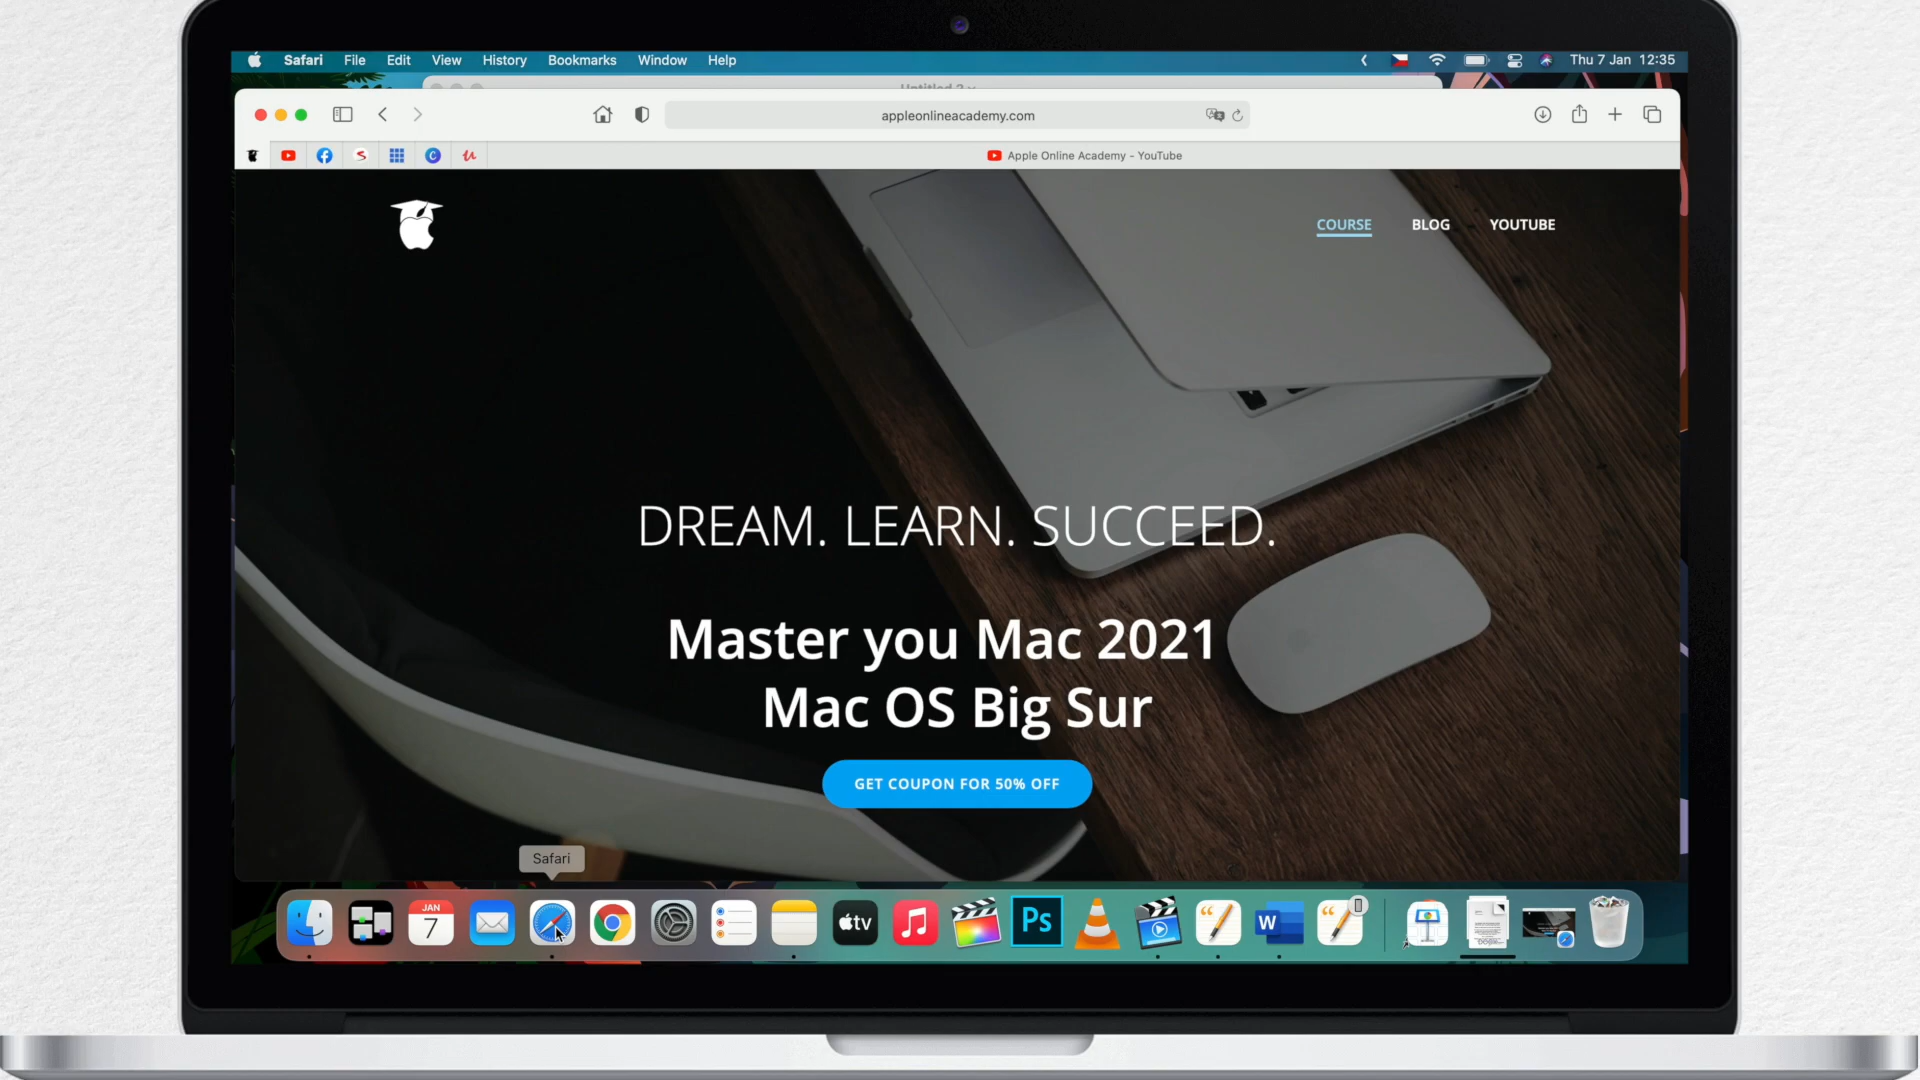 Safari File Edit View History Bookmarks Window Help
Thu 7 Jan 12:35
appleonlineacademy.com
Apple Online Academy - YouTube
COURSE BLOG YOUTUBE
DREAM. LEARN. SUCCEED.
Master you Mac 2021
Mac OS Big Sur
GET COUPON FOR 50% OFF
Safari
JAN
7
tv
Ps
W